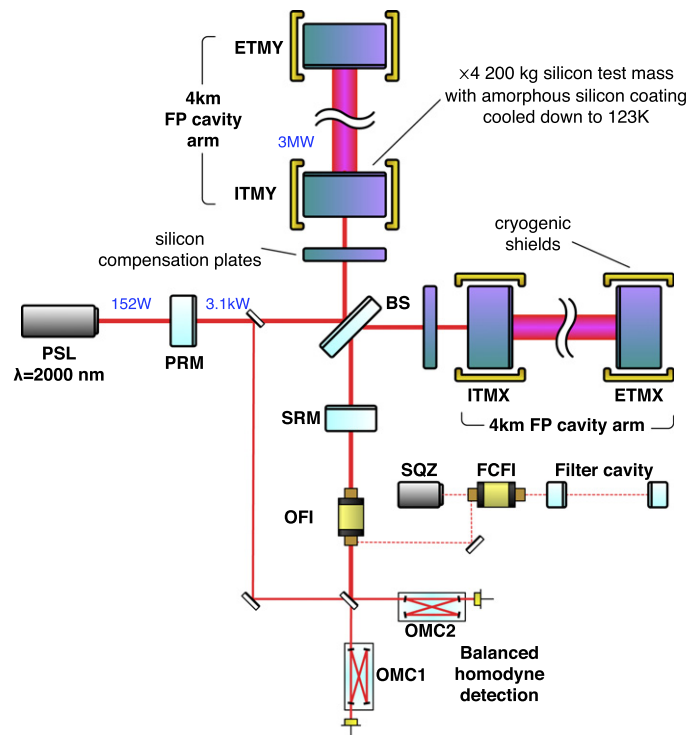 ETMY
×4 200 kg silicon test mass
with amorphous silicon coating
cooled down to 123K
4km
FP cavity
arm
3MW
ITMY
cryogenic
shields
silicon
compensation plates
152W
3.1kW
BS
PSL
λ=2000 nm
PRM
ITMX
ETMX
4km FP cavity arm
SRM
SQZ
FCFI
Filter cavity
OFI
OMC2
Balanced
homodyne
detection
OMC1